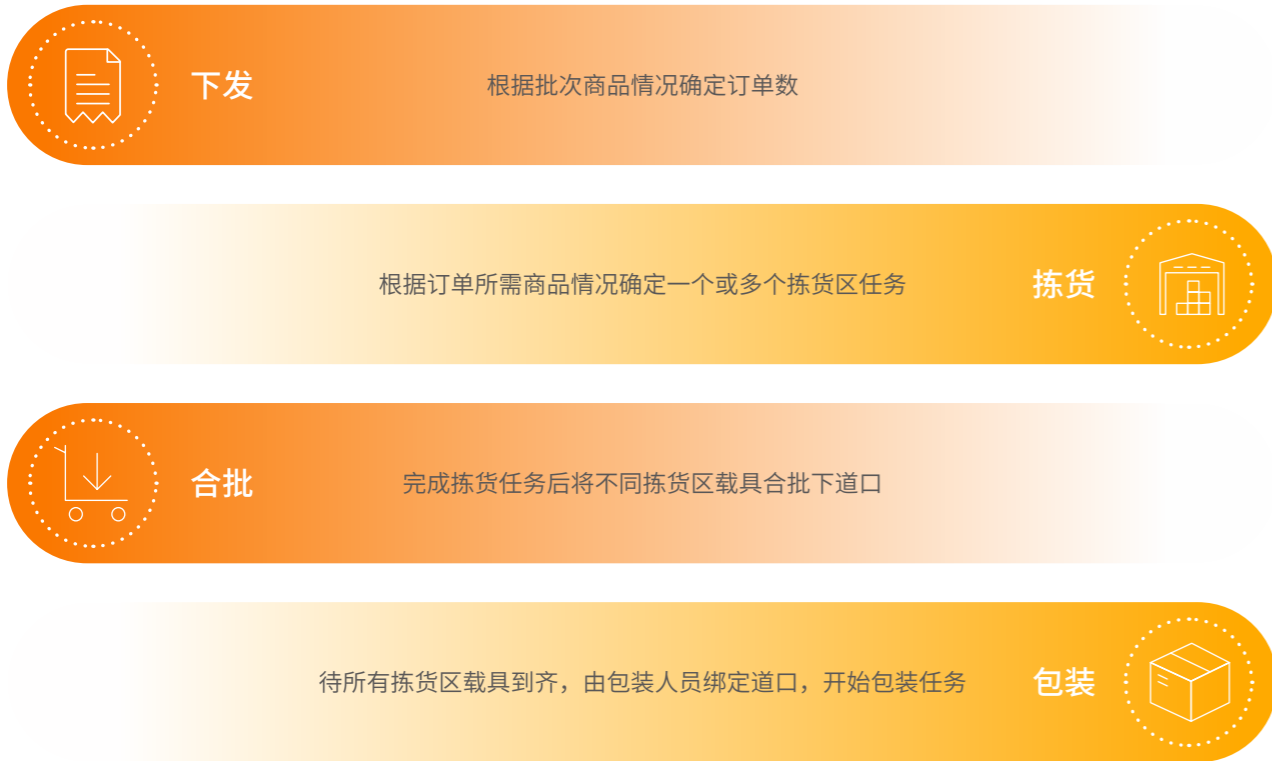 下发
根据批次商品情况确定订单数
根据订单所需商品情况确定一个或多个拣货区任务
拣货
合批
完成拣货任务后将不同拣货区载具合批下道口
待所有拣货区载具到齐，由包装人员绑定道口，开始包装任务
包装